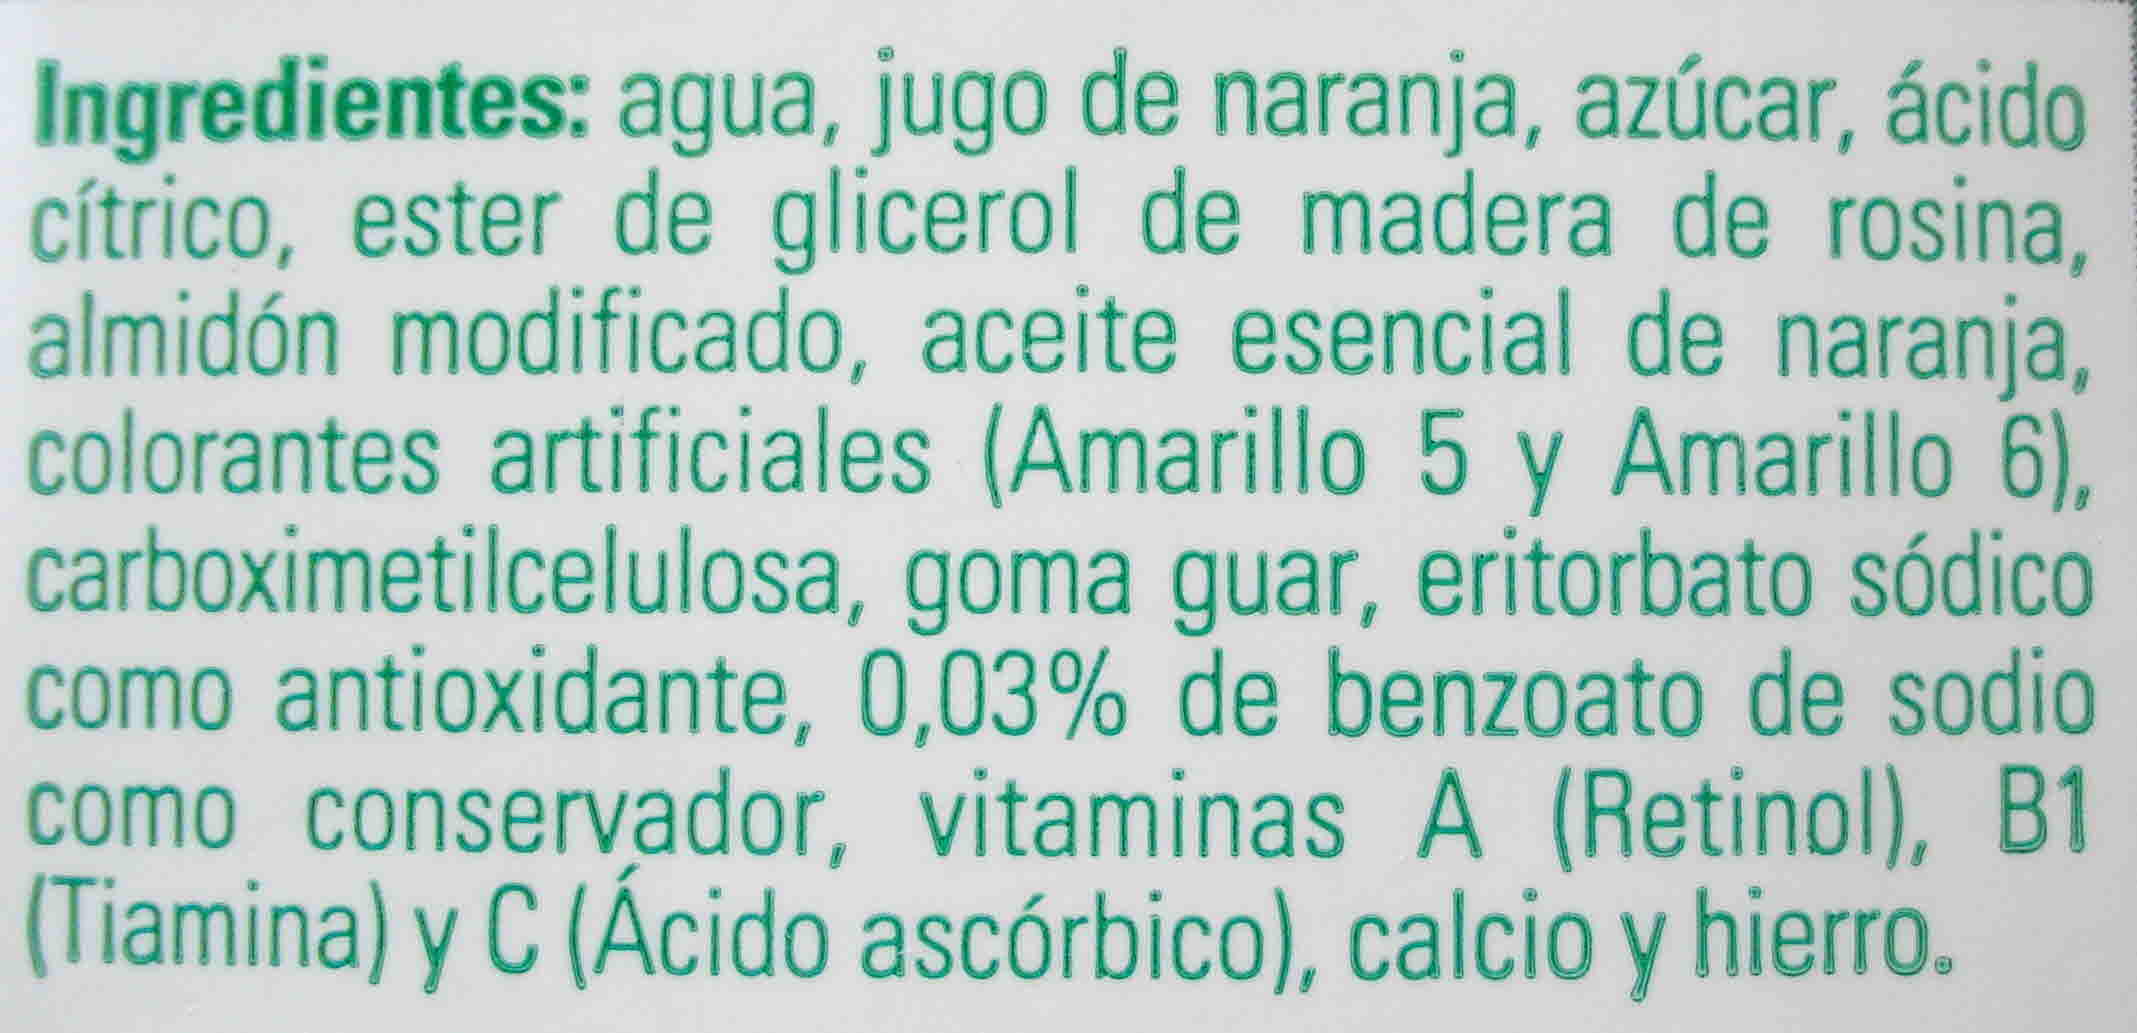 Ingredientes: agua, jugo de naranja, azúcar, ácido
cítrico, ester de glicerol de madera de rosina,
almidón modificado, aceite esencial de naranja,
colorantes artificiales (Amarillo 5 y Amarillo 6),
carboximetilcelulosa, goma guar, eritorbato sódico
como antioxidante, 0,03% de benzoato de sodio
como conservador, vitaminas A (Retinol), B1
(Tiamina) y C (Ácido ascórbico), calcio y hierro.